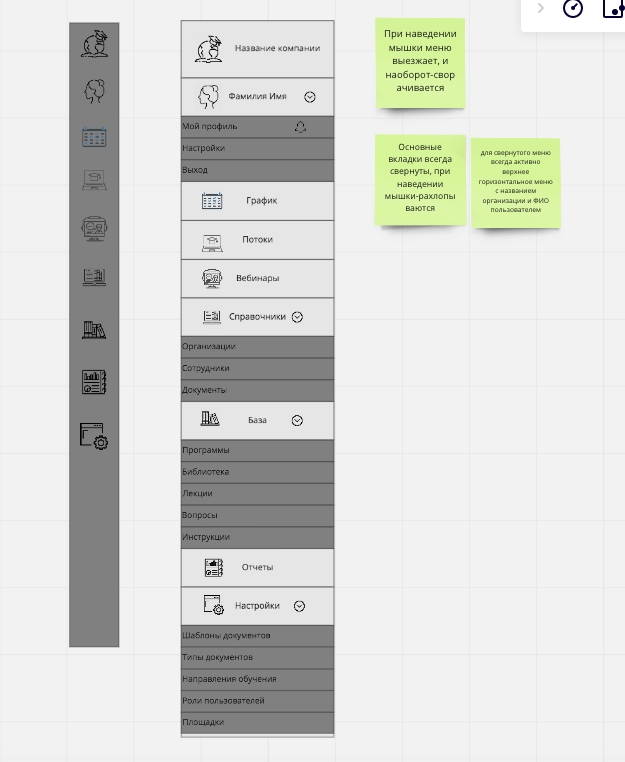 Название компании
Фамилия Имя
Мой профиль
Настройки
Выход
График
Потоки
Вебинары
Справочники
Организации
Сотрудники
Документы
База
Программы
Библиотека
Лекции
Вопросы
Инструкции
Отчеты
Настройки
Шаблоны документов
Типы документов
Направления обучения
Роли пользователей
Площадки
При наведении
мышки меню
выезжает, и
наоборот-свор
ачивается
Основные
вкладки всегда
свернуты, при
наведении
мышки-рахлопы
ваются
для свернутого меню
всегда активно
верхнее
горизонтальное меню
с названием
организации и ФИО
пользователем